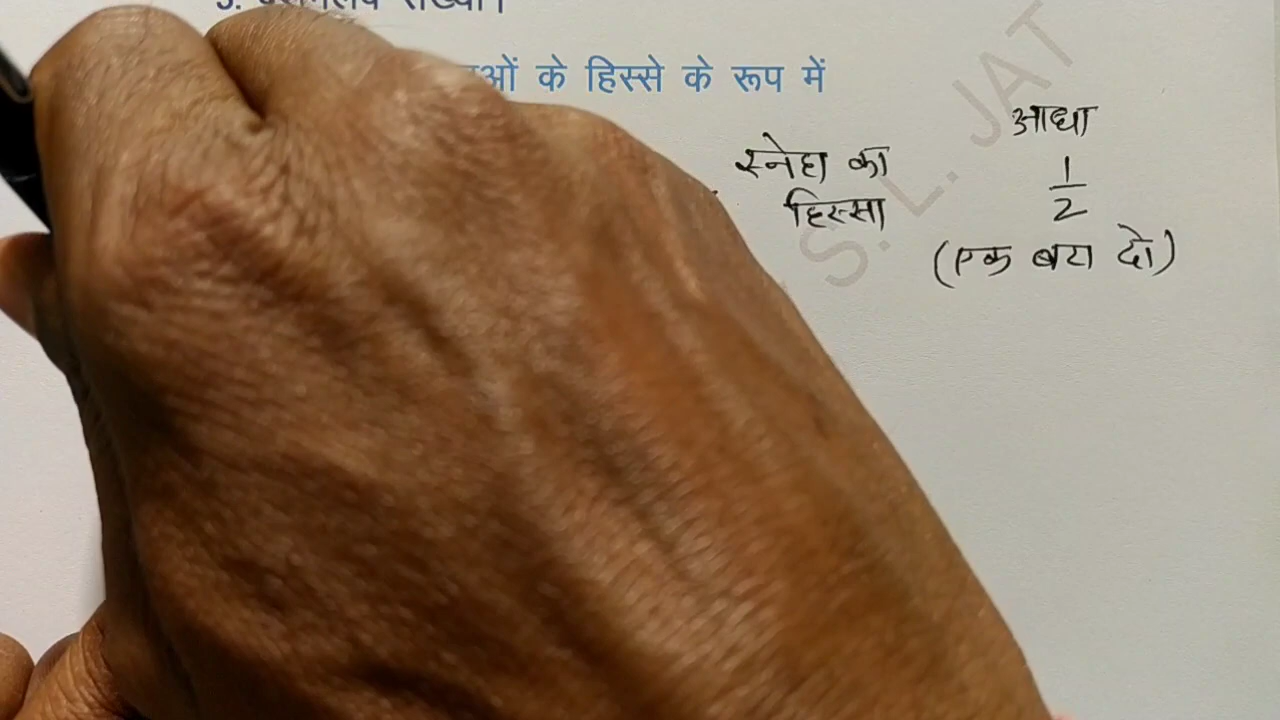 संख्या।
के हिस्से के रूप में
आधा
स्नेहा का
1
हिस्सा
2
(एक बटा दो)
S. L. JAT